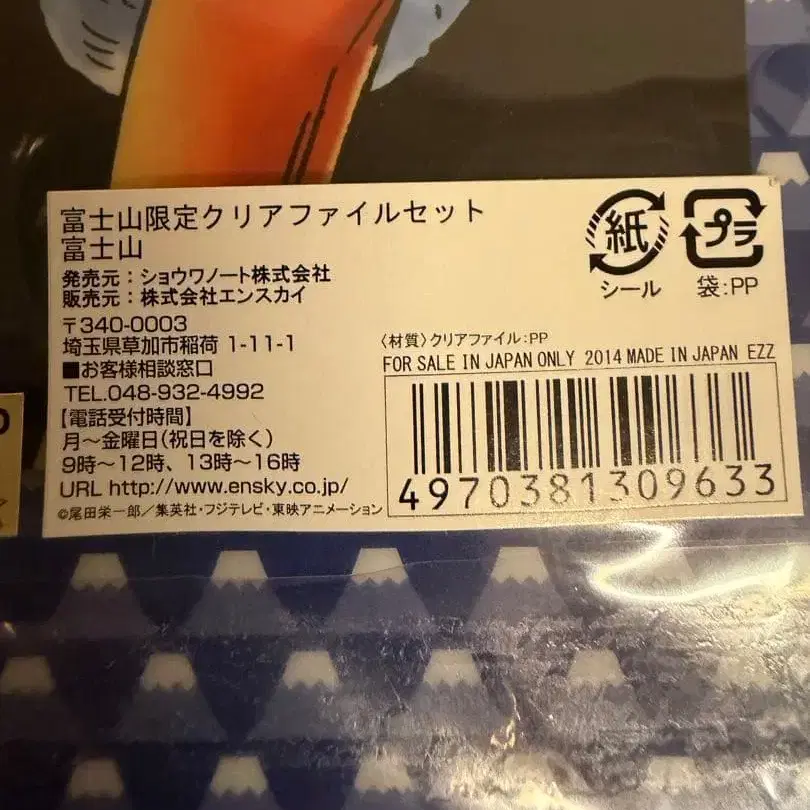 富士山限定クリアファイルセット
富士山
発売元：ショウワノート株式会社
販売元：株式会社エンスカイ
〒340-0003
埼玉県草加市稲荷 1-11-1
■お客様相談窓口
TEL.048-932-4992
【電話受付時間】
月～金曜日（祝日を除く）
9時～12時、13時～16時
URL http://www.ensky.co.jp/
©尾田栄一郎／集英社・フジテレビ・東映アニメーション
紙
シール
プラ
袋:PP
〈材質〉クリアファイル:PP
FOR SALE IN JAPAN ONLY 2014 MADE IN JAPAN EZZ
4970381309633